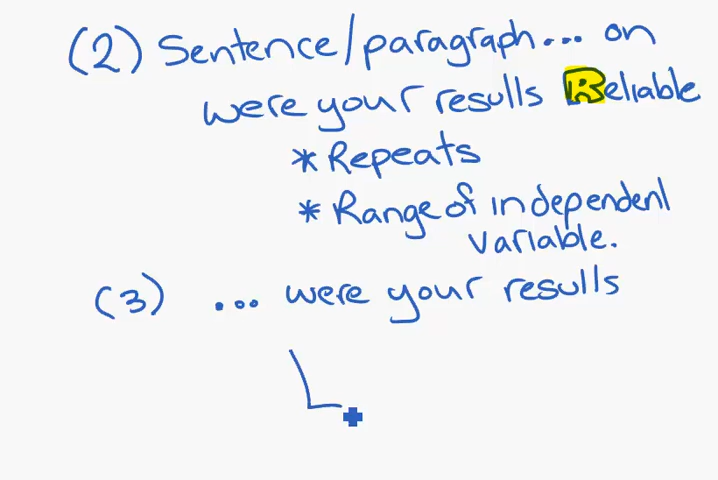 (2) Sentence/paragraph... on
were your results Reliable
* Repeats
* Range of independent
variable.
(3) ... were your results